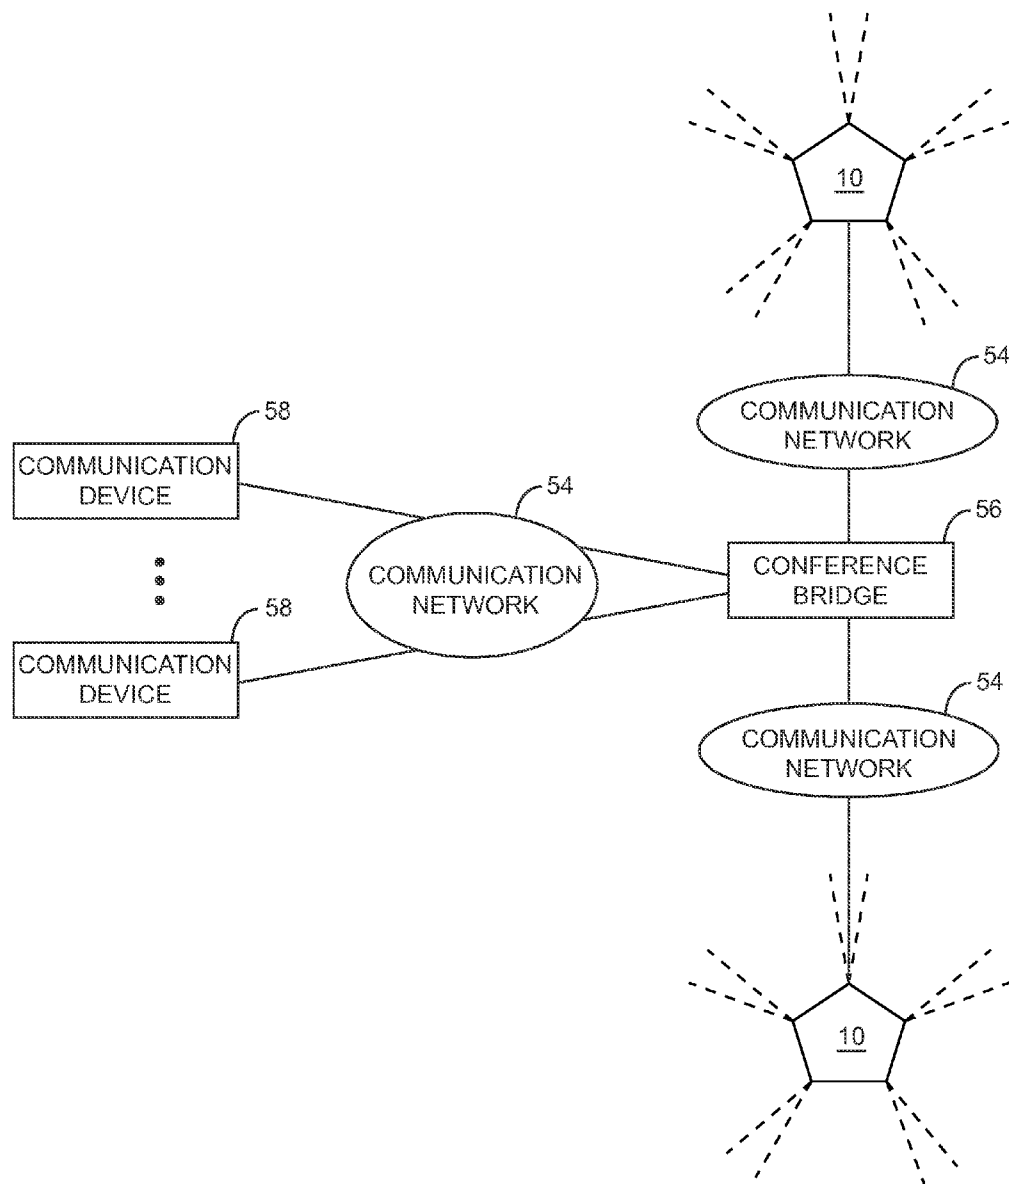 10
54
COMMUNICATION
NETWORK
58
COMMUNICATION
DEVICE
54
COMMUNICATION
NETWORK
56
CONFERENCE
BRIDGE
58
COMMUNICATION
DEVICE
54
COMMUNICATION
NETWORK
10